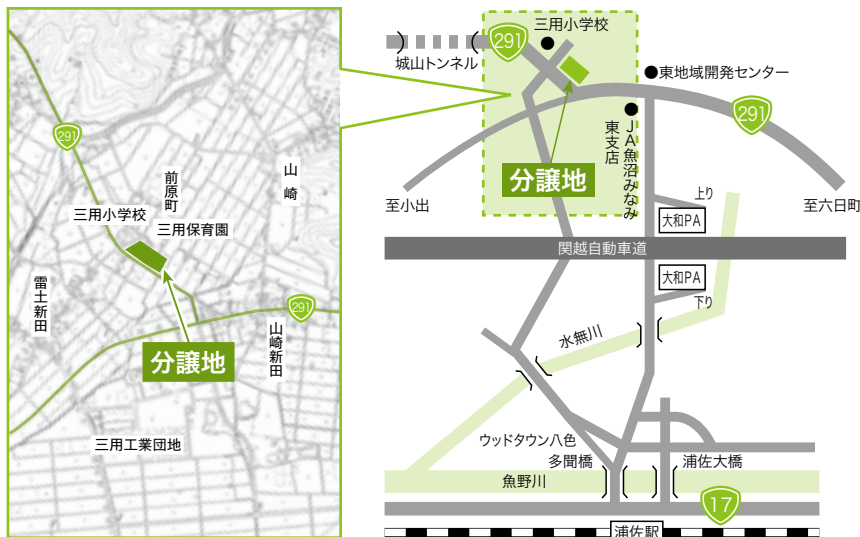 291
前原町
山崎
三用小学校
三用保育園
雷土新田
291
山崎新田
分譲地
三用工業団地
三用小学校
291
城山トンネル
東地域開発センター
291
JA魚沼みなみ
東支店
分譲地
至小出
至六日町
上り
大和PA
関越自動車道
大和PA
下り
水無川
ウッドタウン八色
多聞橋
浦佐大橋
魚野川
17
浦佐駅